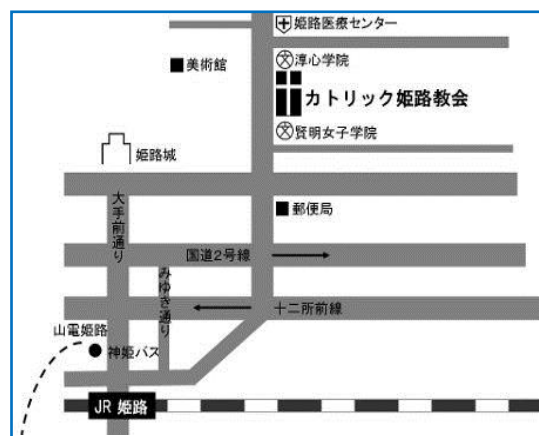 姫路医療センター
淳心学院
美術館
カトリック姫路教会
賢明女子学院
姫路城
大手前通り
郵便局
国道2号線
みゆき通り
十二所前線
山電姫路
神姫バス
JR 姫路